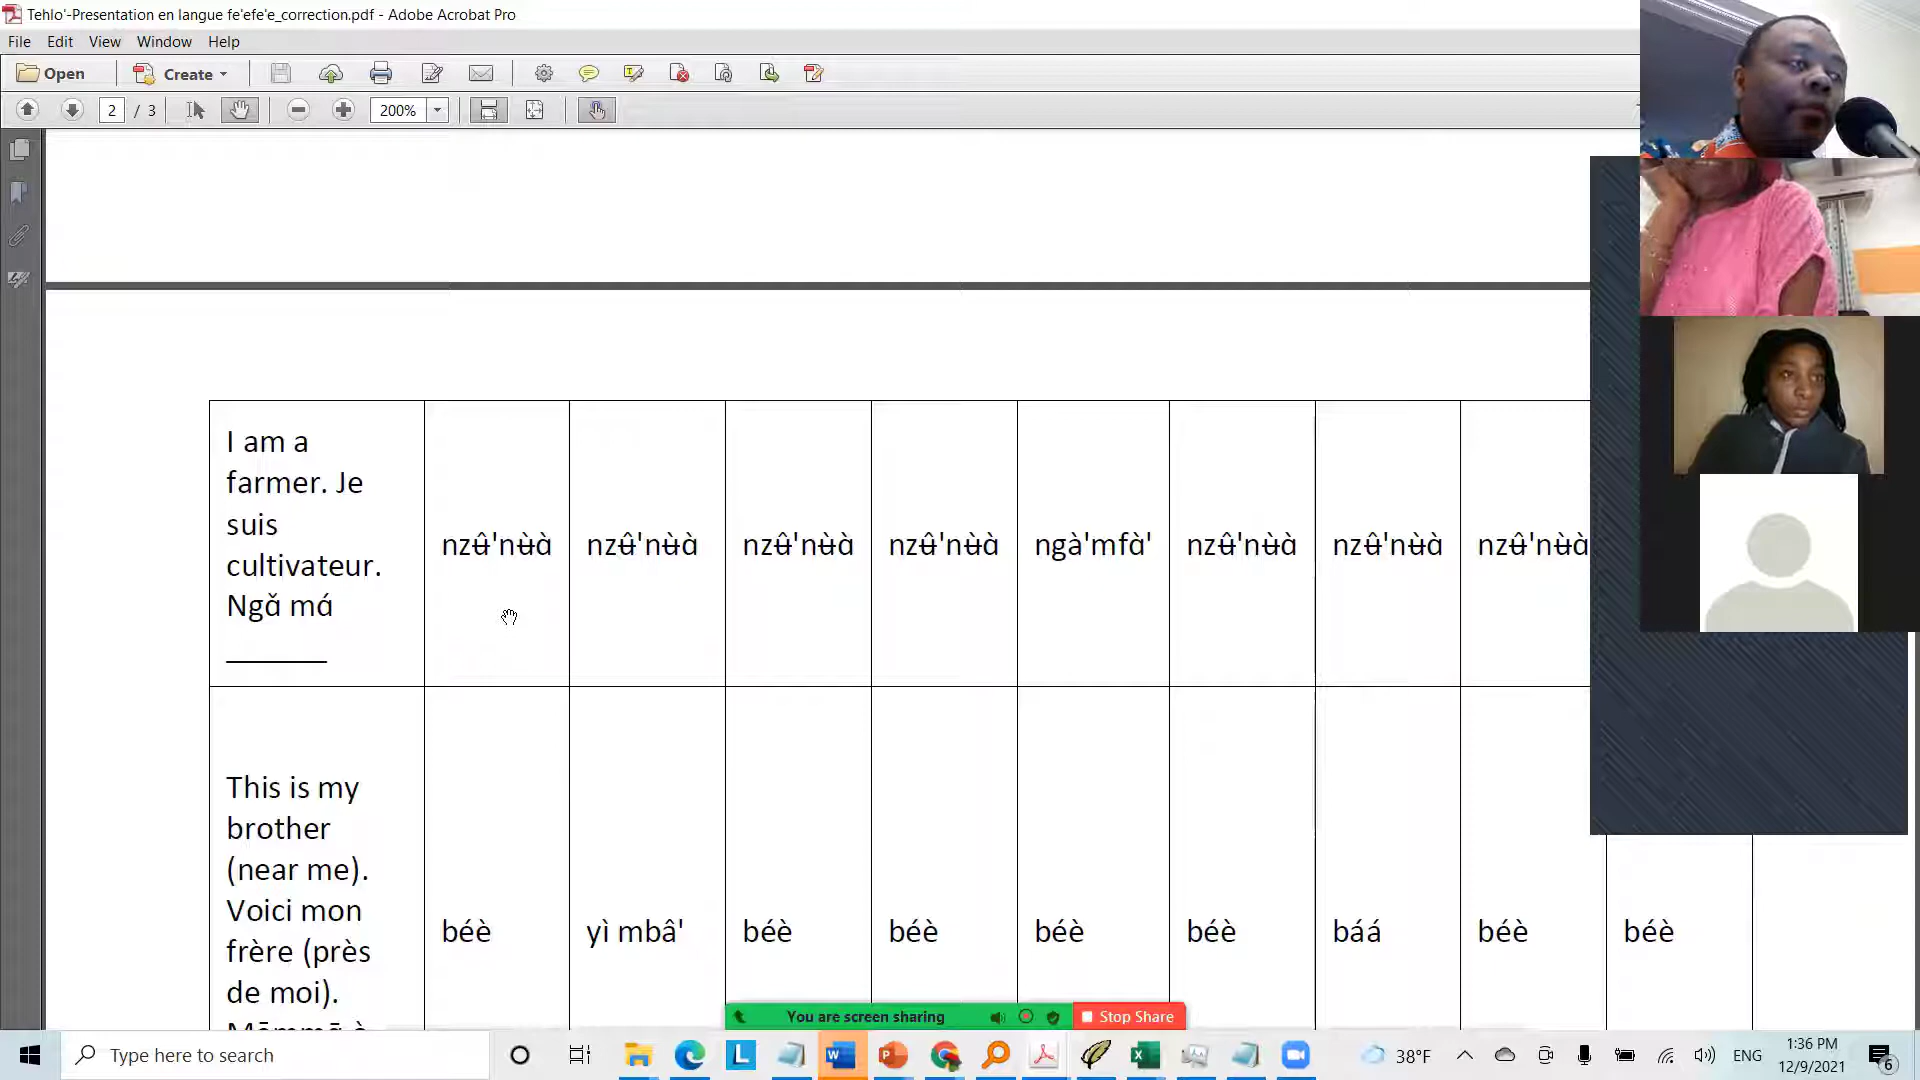 Tehlo'-Presentation en langue fe'efe'e_correction.pdf - Adobe Acrobat Pro
File Edit View Window Help
Open Create
2 / 3 200%
I am a
farmer. Je
suis
cultivateur.
Ngǎ má
_______
nzʉ̂'nʉ̀à nzʉ̂'nʉ̀à nzʉ̂'nʉ̀à nzʉ̂'nʉ̀à ngà'mfà' nzʉ̂'nʉ̀à nzʉ̂'nʉ̀à nzʉ̂'nʉ̀à
This is my
brother
(near me).
Voici mon
frère (près
de moi).
béè yì mbâ' béè béè béè béè báá béè béè
You are screen sharing Stop Share
Type here to search
38°F ENG
1:36 PM
12/9/2021
6